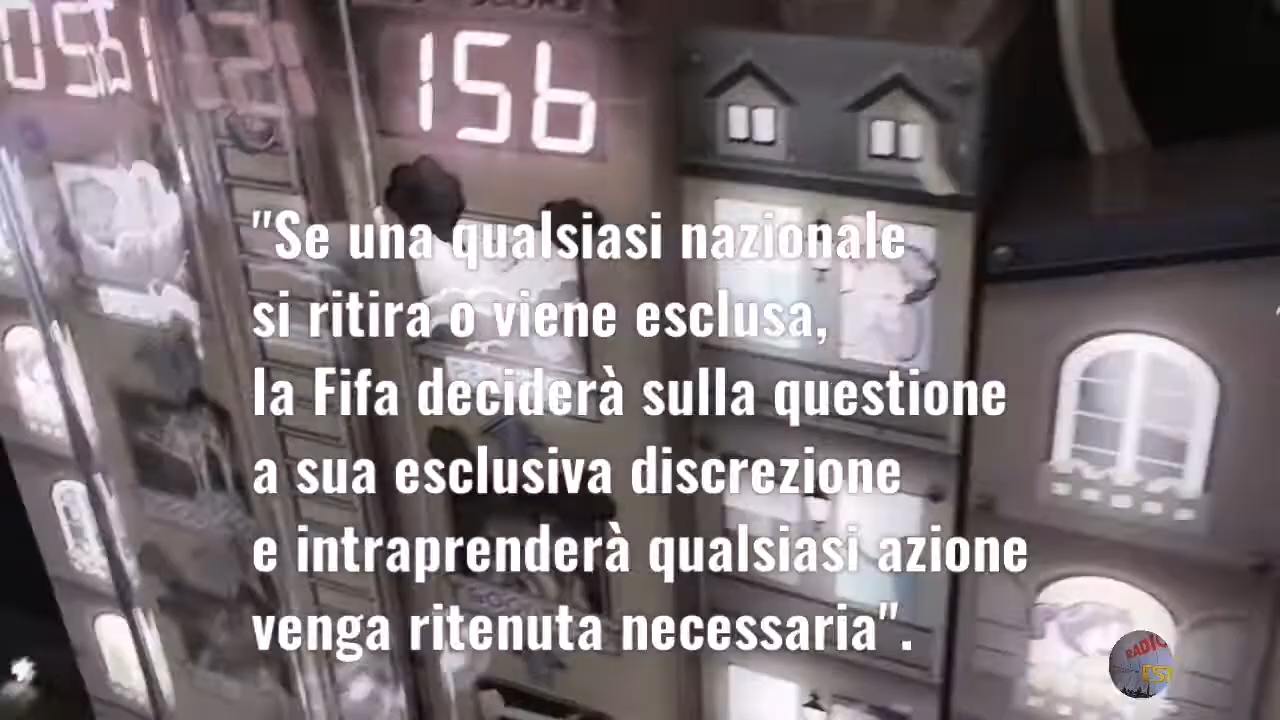 156
"Se una qualsiasi nazionale
si ritira o viene esclusa,
la Fifa deciderà sulla questione
a sua esclusiva discrezione
e intraprenderà qualsiasi azione
venga ritenuta necessaria".
RADIO